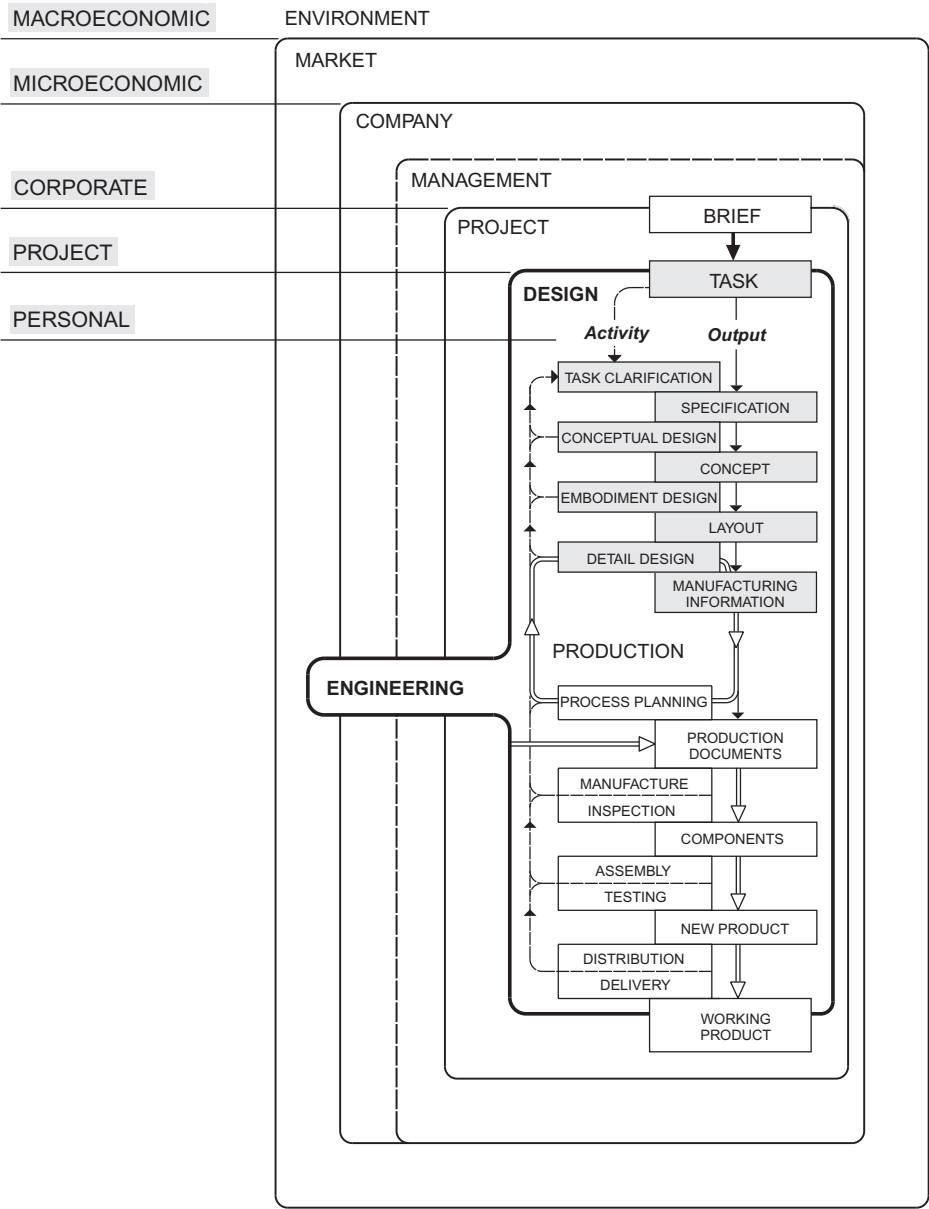 MACROECONOMIC
ENVIRONMENT
MARKET
MICROECONOMIC
COMPANY
CORPORATE
MANAGEMENT
PROJECT
BRIEF
PROJECT
DESIGN
TASK
PERSONAL
Activity
Output
TASK CLARIFICATION
SPECIFICATION
CONCEPTUAL DESIGN
CONCEPT
EMBODIMENT DESIGN
LAYOUT
DETAIL DESIGN
MANUFACTURING
INFORMATION
PRODUCTION
ENGINEERING
PROCESS PLANNING
PRODUCTION
DOCUMENTS
MANUFACTURE
INSPECTION
COMPONENTS
ASSEMBLY
TESTING
NEW PRODUCT
DISTRIBUTION
DELIVERY
WORKING
PRODUCT